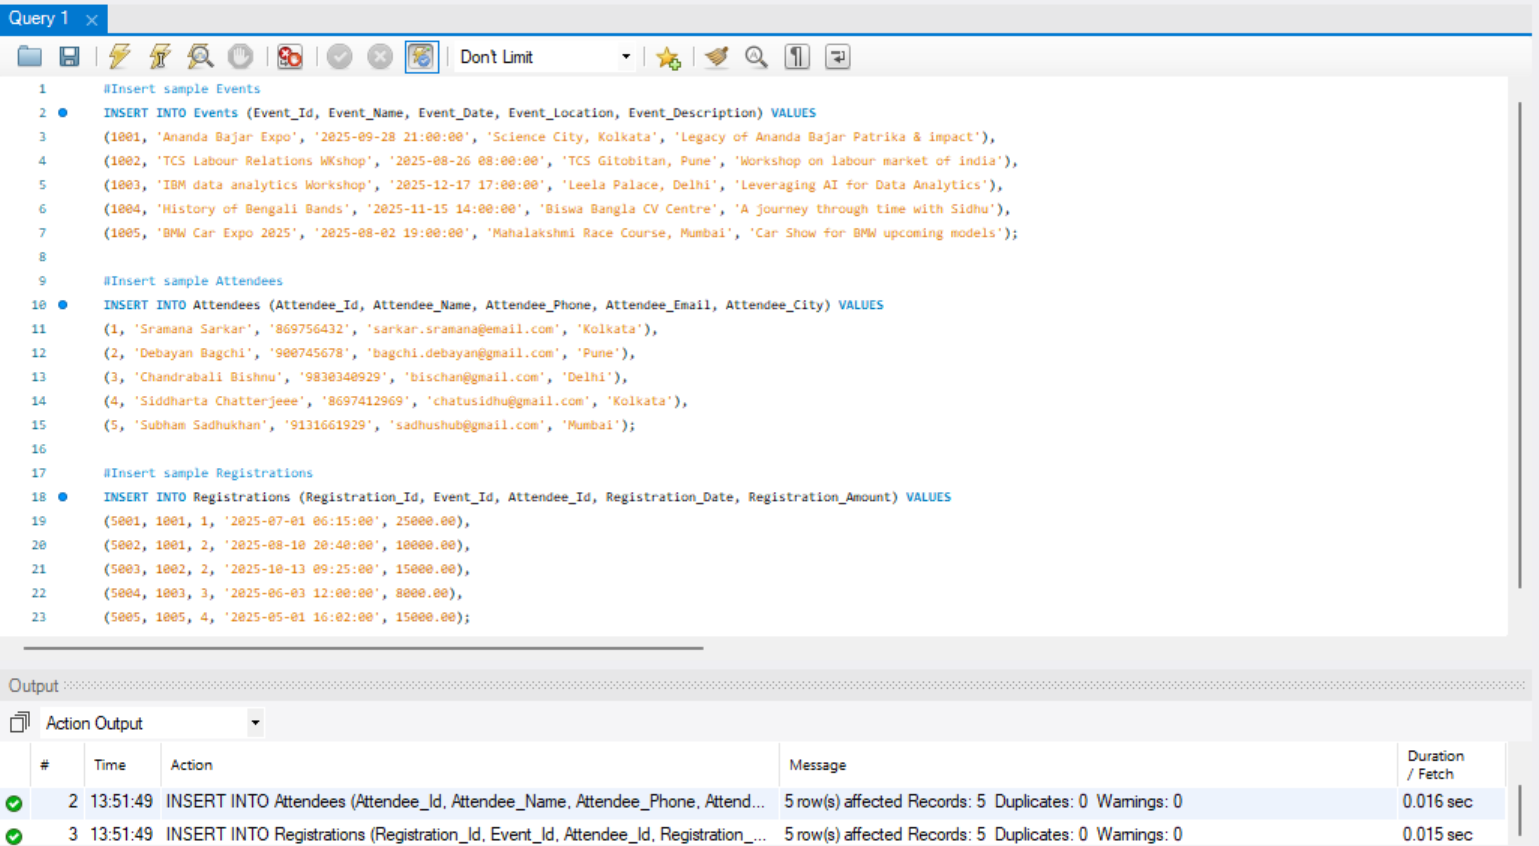 Query 1
Don't Limit
1 #Insert sample Events
2 INSERT INTO Events (Event_Id, Event_Name, Event_Date, Event_Location, Event_Description) VALUES
3 (1001, 'Ananda Bajar Expo', '2025-09-28 21:00:00', 'Science City, Kolkata', 'Legacy of Ananda Bajar Patrika & impact'),
4 (1002, 'TCS Labour Relations WKshop', '2025-08-26 08:00:00', 'TCS Gitobitan, Pune', 'Workshop on labour market of india'),
5 (1003, 'IBM data analytics Workshop', '2025-12-17 17:00:00', 'Leela Palace, Delhi', 'Leveraging AI for Data Analytics'),
6 (1004, 'History of Bengali Bands', '2025-11-15 14:00:00', 'Biswa Bangla CV Centre', 'A journey through time with Sidhu'),
7 (1005, 'BMW Car Expo 2025', '2025-08-02 19:00:00', 'Mahalakshmi Race Course, Mumbai', 'Car Show for BMW upcoming models');
8
9 #Insert sample Attendees
10 INSERT INTO Attendees (Attendee_Id, Attendee_Name, Attendee_Phone, Attendee_Email, Attendee_City) VALUES
11 (1, 'Sramana Sarkar', '869756432', 'sarkar.sramana@email.com', 'Kolkata'),
12 (2, 'Debayan Bagchi', '900745678', 'bagchi.debayan@gmail.com', 'Pune'),
13 (3, 'Chandrabali Bishnu', '9830340929', 'bischan@gmail.com', 'Delhi'),
14 (4, 'Siddharta Chatterjeee', '8697412969', 'chatusidhu@gmail.com', 'Kolkata'),
15 (5, 'Subham Sadhukhan', '9131661929', 'sadhushub@gmail.com', 'Mumbai');
16
17 #Insert sample Registrations
18 INSERT INTO Registrations (Registration_Id, Event_Id, Attendee_Id, Registration_Date, Registration_Amount) VALUES
19 (5001, 1001, 1, '2025-07-01 06:15:00', 25000.00),
20 (5002, 1001, 2, '2025-08-10 20:40:00', 10000.00),
21 (5003, 1002, 2, '2025-10-13 09:25:00', 15000.00),
22 (5004, 1003, 3, '2025-06-03 12:00:00', 8000.00),
23 (5005, 1005, 4, '2025-05-01 16:02:00', 15000.00);
Output
Action Output
# Time Action Message Duration / Fetch
2 13:51:49 INSERT INTO Attendees (Attendee_Id, Attendee_Name, Attendee_Phone, Attend... 5 row(s) affected Records: 5 Duplicates: 0 Warnings: 0 0.016 sec
3 13:51:49 INSERT INTO Registrations (Registration_Id, Event_Id, Attendee_Id, Registration_... 5 row(s) affected Records: 5 Duplicates: 0 Warnings: 0 0.015 sec